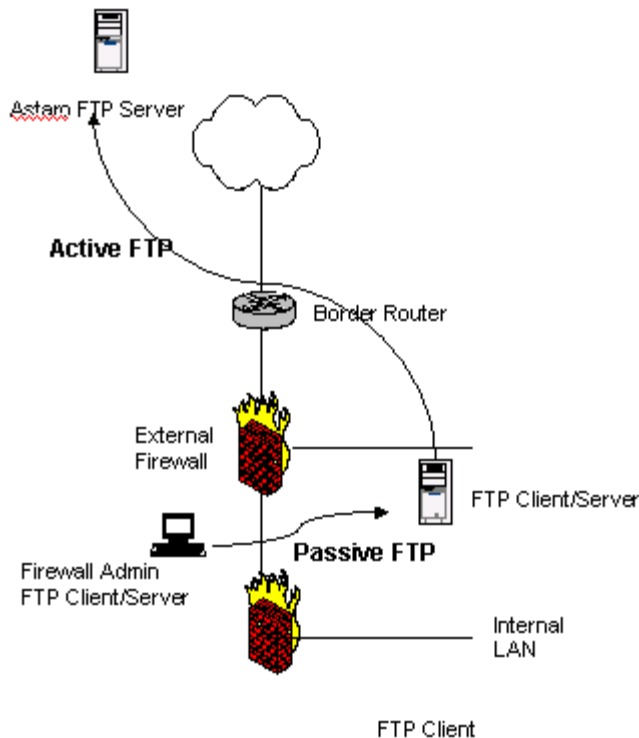 Astam FTP Server
Active FTP
Border Router
External
Firewall
FTP Client/Server
Passive FTP
Firewall Admin
FTP Client/Server
Internal
LAN
FTP Client